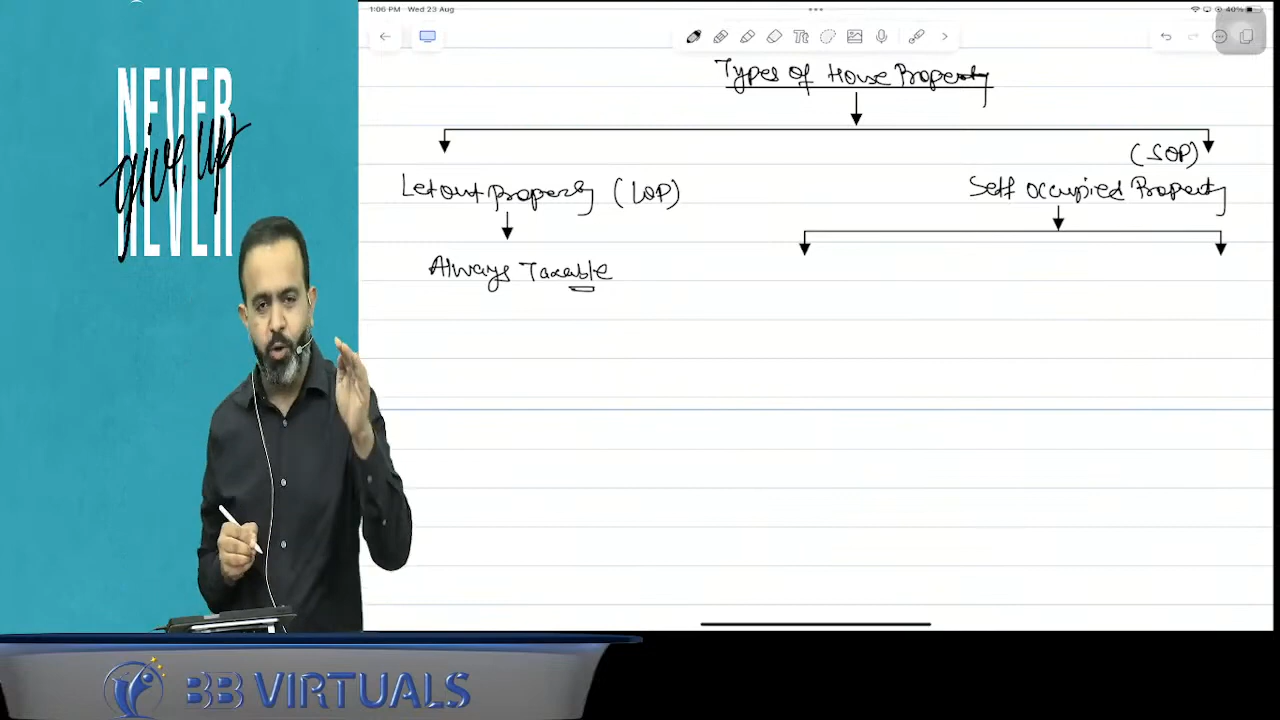 1:06 PM Wed 23 Aug
40%
NEVER
give up
NEVER
Types of House Property
(SOP)
Letout Property (LOP)
Self Occupied Property
Always Taxable
BB VIRTUALS